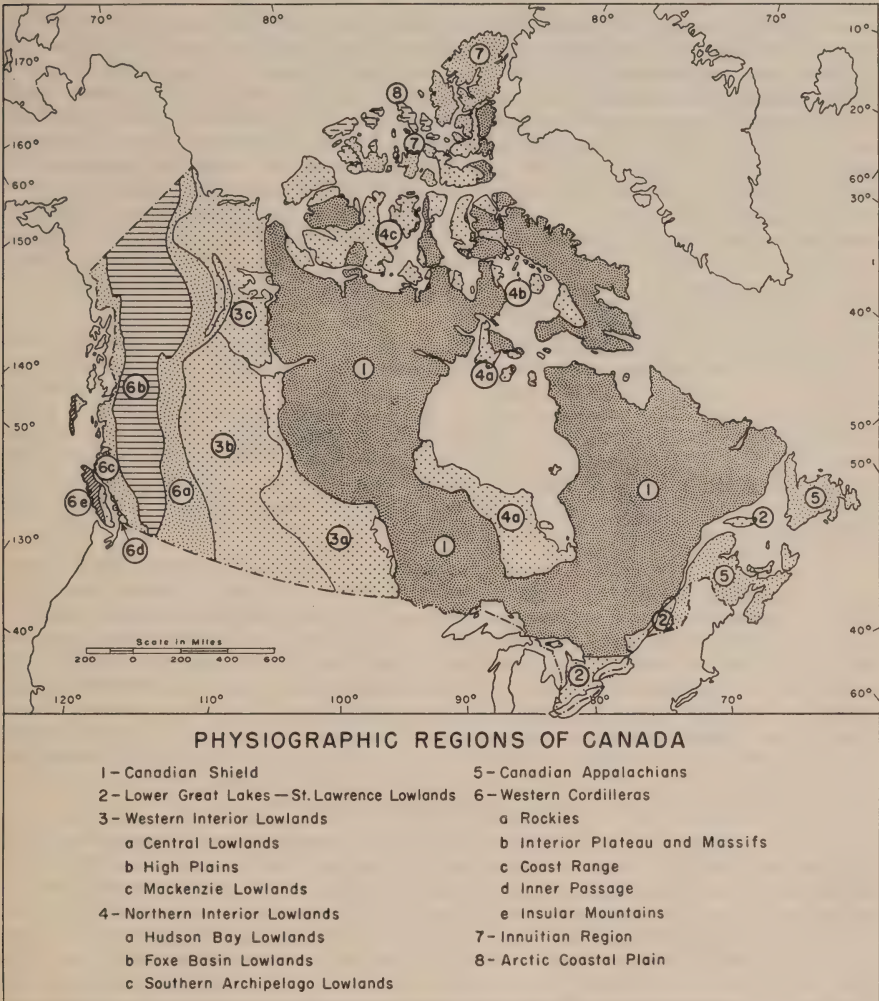 70° 80° 80° 70°
170° 10°
7
8
160° 7 20°
60° 60°
30°
150° 4c
4b
3c 40°
140° 1 4a
6b
50° 3b 50°
6c 50°
6a 1 5
6e 4a 2
130° 6d 3a 1
5
2
Scale in Miles
40° 200 0 200 400 600 40°
2
60°
120° 110° 100° 90° 80° 70°
PHYSIOGRAPHIC REGIONS OF CANADA
1 – Canadian Shield
2 – Lower Great Lakes — St. Lawrence Lowlands
3 – Western Interior Lowlands
a Central Lowlands
b High Plains
c Mackenzie Lowlands
4 – Northern Interior Lowlands
a Hudson Bay Lowlands
b Foxe Basin Lowlands
c Southern Archipelago Lowlands
5 – Canadian Appalachians
6 – Western Cordilleras
a Rockies
b Interior Plateau and Massifs
c Coast Range
d Inner Passage
e Insular Mountains
7 – Innuitian Region
8 – Arctic Coastal Plain